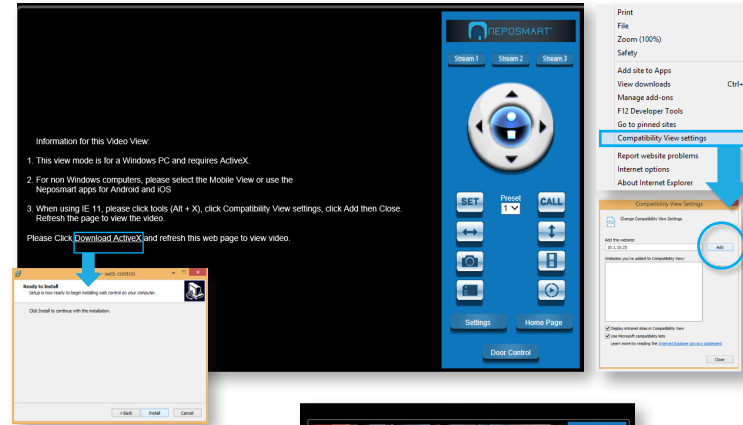 NEPOSMART
Stream 1 Stream 2 Stream 3
Information for this Video View:
1. This view mode is for a Windows PC and requires ActiveX.
2. For non Windows computers, please select the Mobile View or use the
Neposmart apps for Android and iOS
3. When using IE 11, please click tools (Alt + X), click Compatibility View settings, click Add then Close.
Refresh the page to view the video.
Please Click Download ActiveX and refresh this web page to view video.
SET Preset CALL
1
Settings Home Page
Door Control
web control
Ready to Install
Setup is now ready to begin installing web control on your computer.
Click Install to continue with the installation.
< Back Install Cancel
Print
File
Zoom (100%)
Safety
Add site to Apps
View downloads Ctrl+
Manage add-ons
F12 Developer Tools
Go to pinned sites
Compatibility View settings
Report website problems
Internet options
About Internet Explorer
Compatibility View Settings
Change Compatibility View Settings
Add this website:
10.1.10.25 Add
Websites you've added to Compatibility View:
Display intranet sites in Compatibility View
Use Microsoft compatibility lists
Learn more by reading the Internet Explorer privacy statement
Close